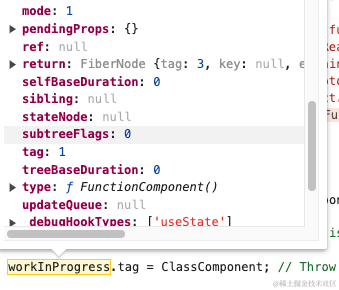 mode: 1
▶ pendingProps: {}
ref: null
▶ return: FiberNode {tag: 3, key: null, e
selfBaseDuration: 0
sibling: null
stateNode: null
subtreeFlags: 0
tag: 1
treeBaseDuration: 0
▶ type: ƒ FunctionComponent()
updateQueue: null
▶ _debugHookTypes: ['useState']
workInProgress.tag = ClassComponent; // Throw
@稀土掘金技术社区